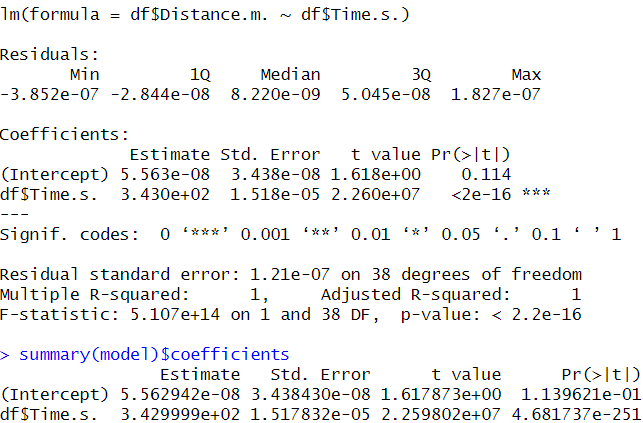 lm(formula = df$Distance.m. ~ df$Time.s.)
Residuals:
Min 1Q Median 3Q Max
-3.852e-07 -2.844e-08 8.220e-09 5.045e-08 1.827e-07
Coefficients:
Estimate Std. Error t value Pr(>|t|)
(Intercept) 5.563e-08 3.438e-08 1.618e+00 0.114
df$Time.s. 3.430e+02 1.518e-05 2.260e+07 <2e-16 ***
---
Signif. codes: 0 ‘***’ 0.001 ‘**’ 0.01 ‘*’ 0.05 ‘.’ 0.1 ‘ ’ 1
Residual standard error: 1.21e-07 on 38 degrees of freedom
Multiple R-squared: 1, Adjusted R-squared: 1
F-statistic: 5.107e+14 on 1 and 38 DF, p-value: < 2.2e-16
> summary(model)$coefficients
Estimate Std. Error t value Pr(>|t|)
(Intercept) 5.562942e-08 3.438430e-08 1.617873e+00 1.139621e-01
df$Time.s. 3.429999e+02 1.517832e-05 2.259802e+07 4.681737e-251